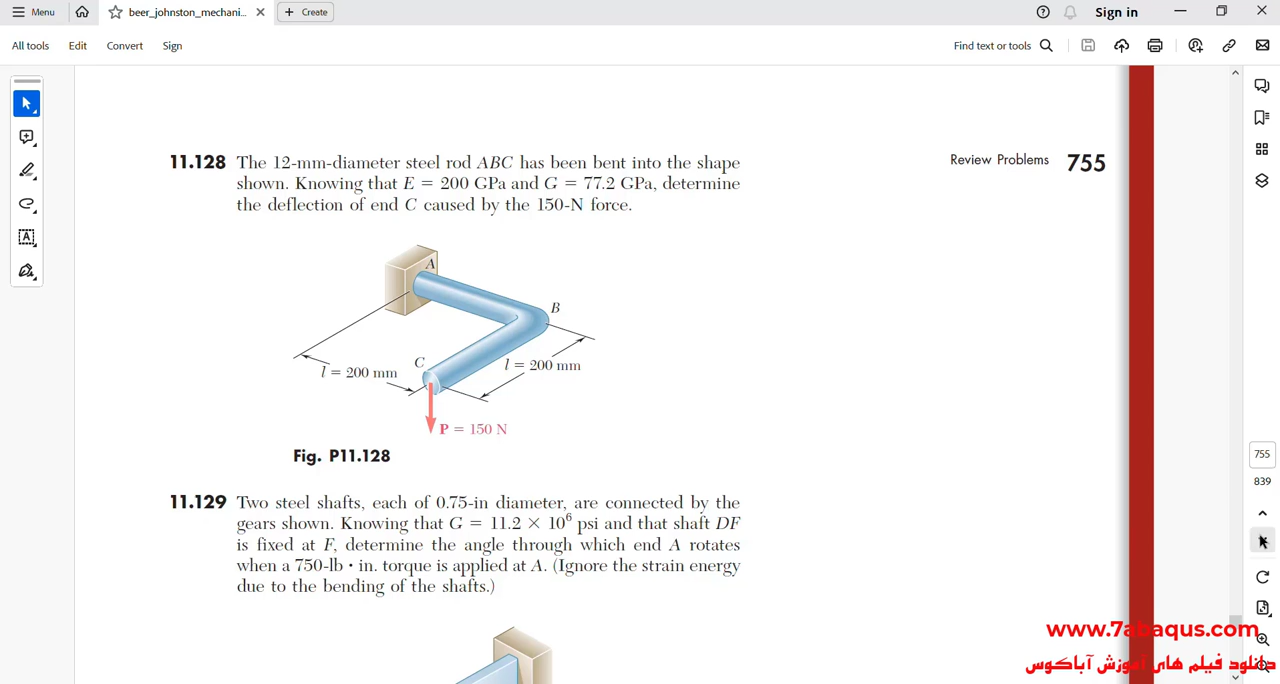 Menu
beer_johnston_mechani...
Create
Sign in
All tools
Edit
Convert
Sign
Find text or tools
11.128 The 12-mm-diameter steel rod ABC has been bent into the shape
shown. Knowing that E = 200 GPa and G = 77.2 GPa, determine
the deflection of end C caused by the 150-N force.
Review Problems 755
A
B
C
l = 200 mm
l = 200 mm
P = 150 N
Fig. P11.128
11.129 Two steel shafts, each of 0.75-in diameter, are connected by the
gears shown. Knowing that G = 11.2 × 10⁶ psi and that shaft DF
is fixed at F, determine the angle through which end A rotates
when a 750-lb · in. torque is applied at A. (Ignore the strain energy
due to the bending of the shafts.)
755
839
www.7abaqus.com
دانلود فیلم های آموزش آباکوس